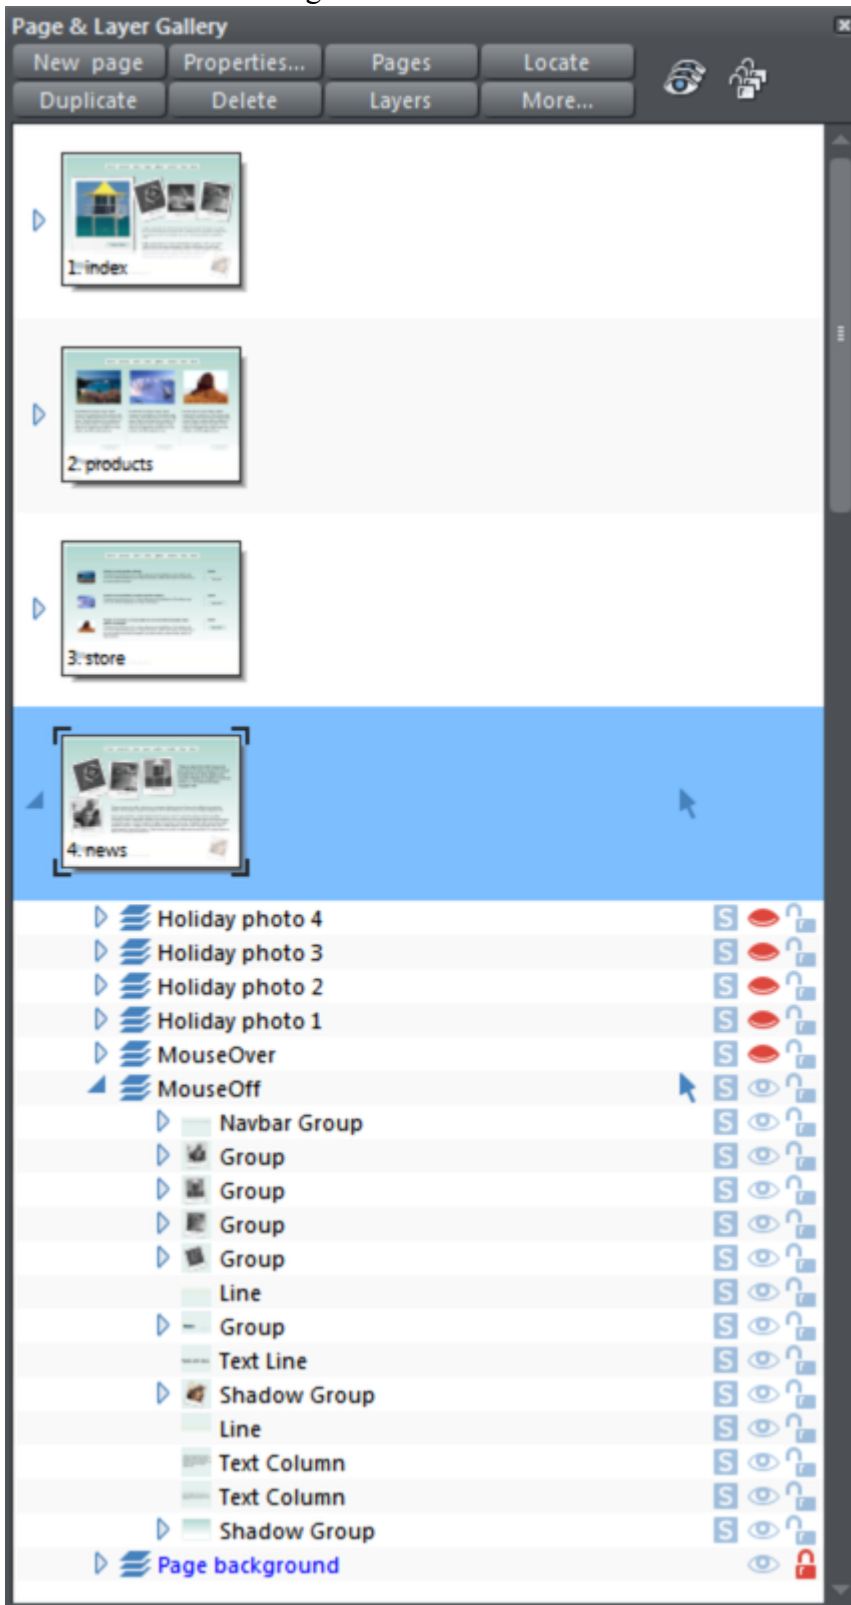 Page & Layer Gallery
New page Properties... Pages Locate
Duplicate Delete Layers More...
1. index
2. products
3. store
4. news
Holiday photo 4 S
Holiday photo 3 S
Holiday photo 2 S
Holiday photo 1 S
MouseOver S
MouseOff S
Navbar Group S
Group S
Group S
Group S
Group S
Line S
Group S
Text Line S
Shadow Group S
Line S
Text Column S
Text Column S
Shadow Group S
Page background